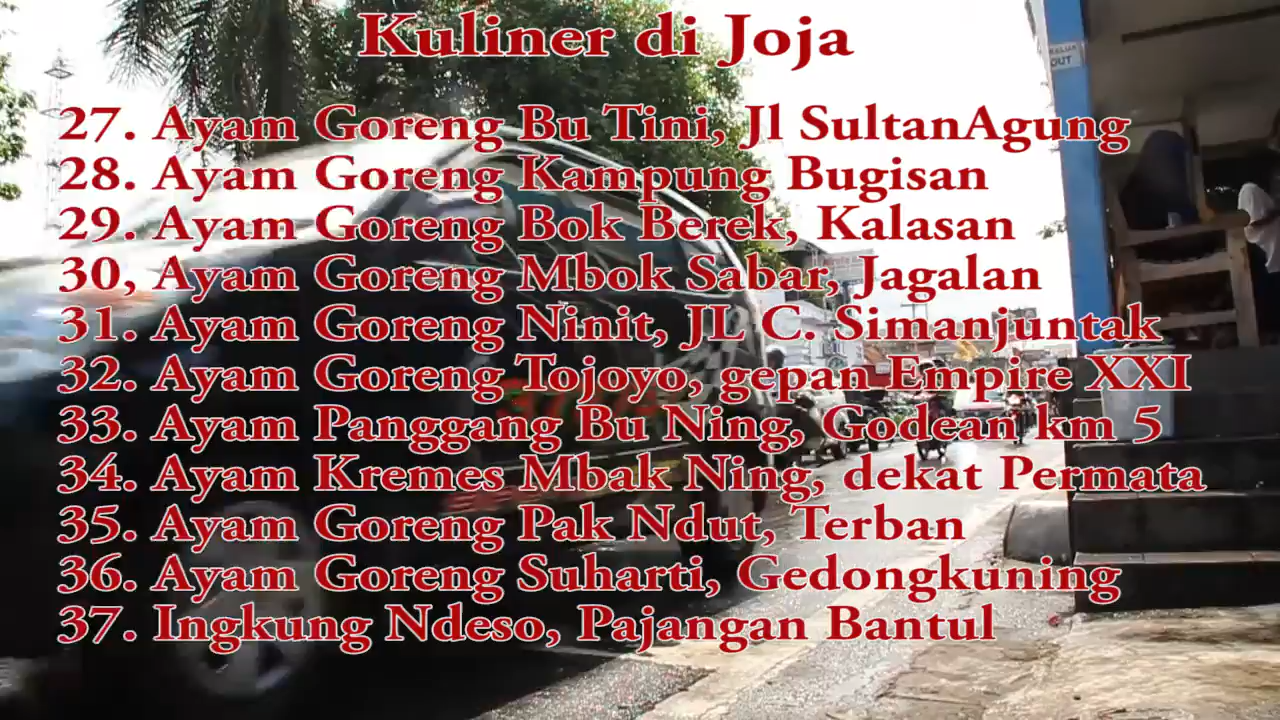 Kuliner di Joja
KELUAR
OUT
27. Ayam Goreng Bu Tini, Jl SultanAgung
28. Ayam Goreng Kampung Bugisan
29. Ayam Goreng Bok Berek, Kalasan
30, Ayam Goreng Mbok Sabar, Jagalan
31. Ayam Goreng Ninit, JL C. Simanjuntak
32. Ayam Goreng Tojoyo, gepan Empire XXI
33. Ayam Panggang Bu Ning, Godean km 5
34. Ayam Kremes Mbak Ning, dekat Permata
35. Ayam Goreng Pak Ndut, Terban
36. Ayam Goreng Suharti, Gedongkuning
37. Ingkung Ndeso, Pajangan Bantul